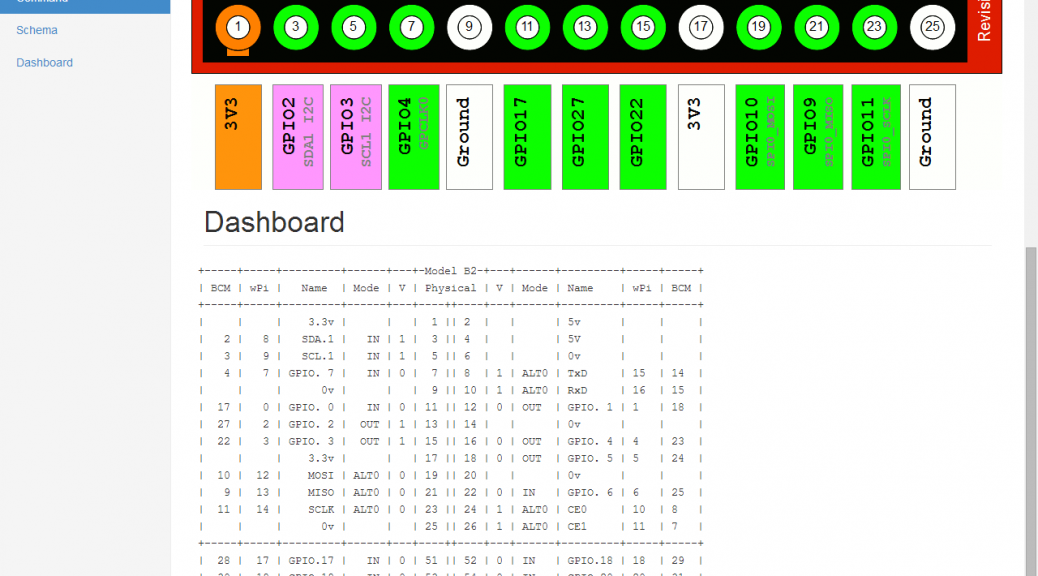 Command
Schema
Dashboard
1 3 5 7 9 11 13 15 17 19 21 23 25
3V3
GPIO2
SDA1 I2C
GPIO3
SCL1 I2C
GPIO4
GPCLK0
Ground
GPIO17
GPIO27
GPIO22
3V3
GPIO10
SPI0_MOSI
GPIO9
SPI0_MISO
GPIO11
SPI0_SCLK
Ground
Dashboard
+-----+-----+---------+------+---+-Model B2-+---+------+---------+-----+-----+
| BCM | wPi |   Name  | Mode | V | Physical | V | Mode | Name    | wPi | BCM |
+-----+-----+---------+------+---+----++----+---+------+---------+-----+-----+
|     |     |    3.3v |      |   |  1 || 2  |   |      | 5v      |     |     |
|   2 |   8 |   SDA.1 |   IN | 1 |  3 || 4  |   |      | 5V      |     |     |
|   3 |   9 |   SCL.1 |   IN | 1 |  5 || 6  |   |      | 0v      |     |     |
|   4 |   7 | GPIO. 7 |   IN | 0 |  7 || 8  | 1 | ALT0 | TxD     | 15  | 14  |
|     |     |      0v |      |   |  9 || 10 | 1 | ALT0 | RxD     | 16  | 15  |
|  17 |   0 | GPIO. 0 |   IN | 0 | 11 || 12 | 0 | OUT  | GPIO. 1 | 1   | 18  |
|  27 |   2 | GPIO. 2 |  OUT | 1 | 13 || 14 |   |      | 0v      |     |     |
|  22 |   3 | GPIO. 3 |  OUT | 1 | 15 || 16 | 0 | OUT  | GPIO. 4 | 4   | 23  |
|     |     |    3.3v |      |   | 17 || 18 | 0 | OUT  | GPIO. 5 | 5   | 24  |
|  10 |  12 |    MOSI | ALT0 | 0 | 19 || 20 |   |      | 0v      |     |     |
|   9 |  13 |    MISO | ALT0 | 0 | 21 || 22 | 0 | IN   | GPIO. 6 | 6   | 25  |
|  11 |  14 |    SCLK | ALT0 | 0 | 23 || 24 | 1 | ALT0 | CE0     | 10  | 8   |
|     |     |      0v |      |   | 25 || 26 | 1 | ALT0 | CE1     | 11  | 7   |
+-----+-----+---------+------+---+----++----+---+------+---------+-----+-----+
|  28 |  17 | GPIO.17 |   IN | 0 | 51 || 52 | 0 | IN   | GPIO.18 | 18  | 29  |